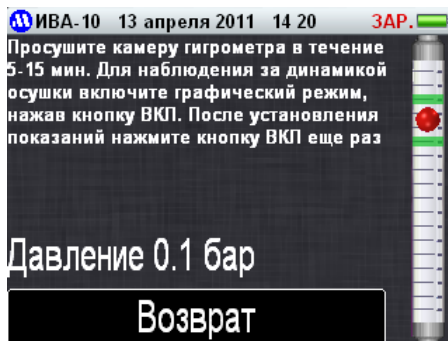 ИВА-10 13 апреля 2011 14 20 ЗАР.
Просушите камеру гигрометра в течение
5-15 мин. Для наблюдения за динамикой
осушки включите графический режим,
нажав кнопку ВКЛ. После установления
показаний нажмите кнопку ВКЛ еще раз
Давление 0.1 бар
Возврат